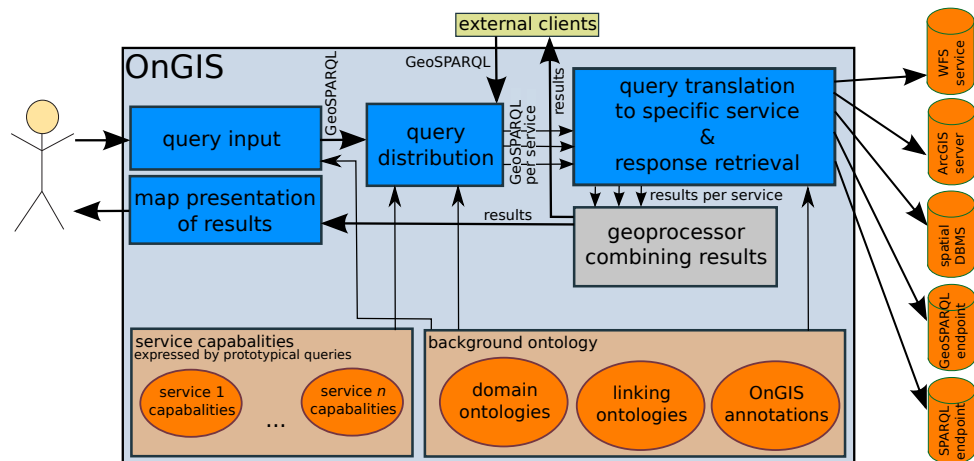 external clients
OnGIS
GeoSPARQL
results
GeoSPARQL
query input
query
distribution
GeoSPARQL
per service
query translation
to specific service
&
response retrieval
map presentation
of results
results
results per service
geoprocessor
combining results
service capabalities
expressed by prototypical queries
service 1
capabalities
...
service n
capabalities
background ontology
domain
ontologies
linking
ontologies
OnGIS
annotations
WFS
service
ArcGIS
server
spatial
DBMS
GeoSPARQL
endpoint
SPARQL
endpoint